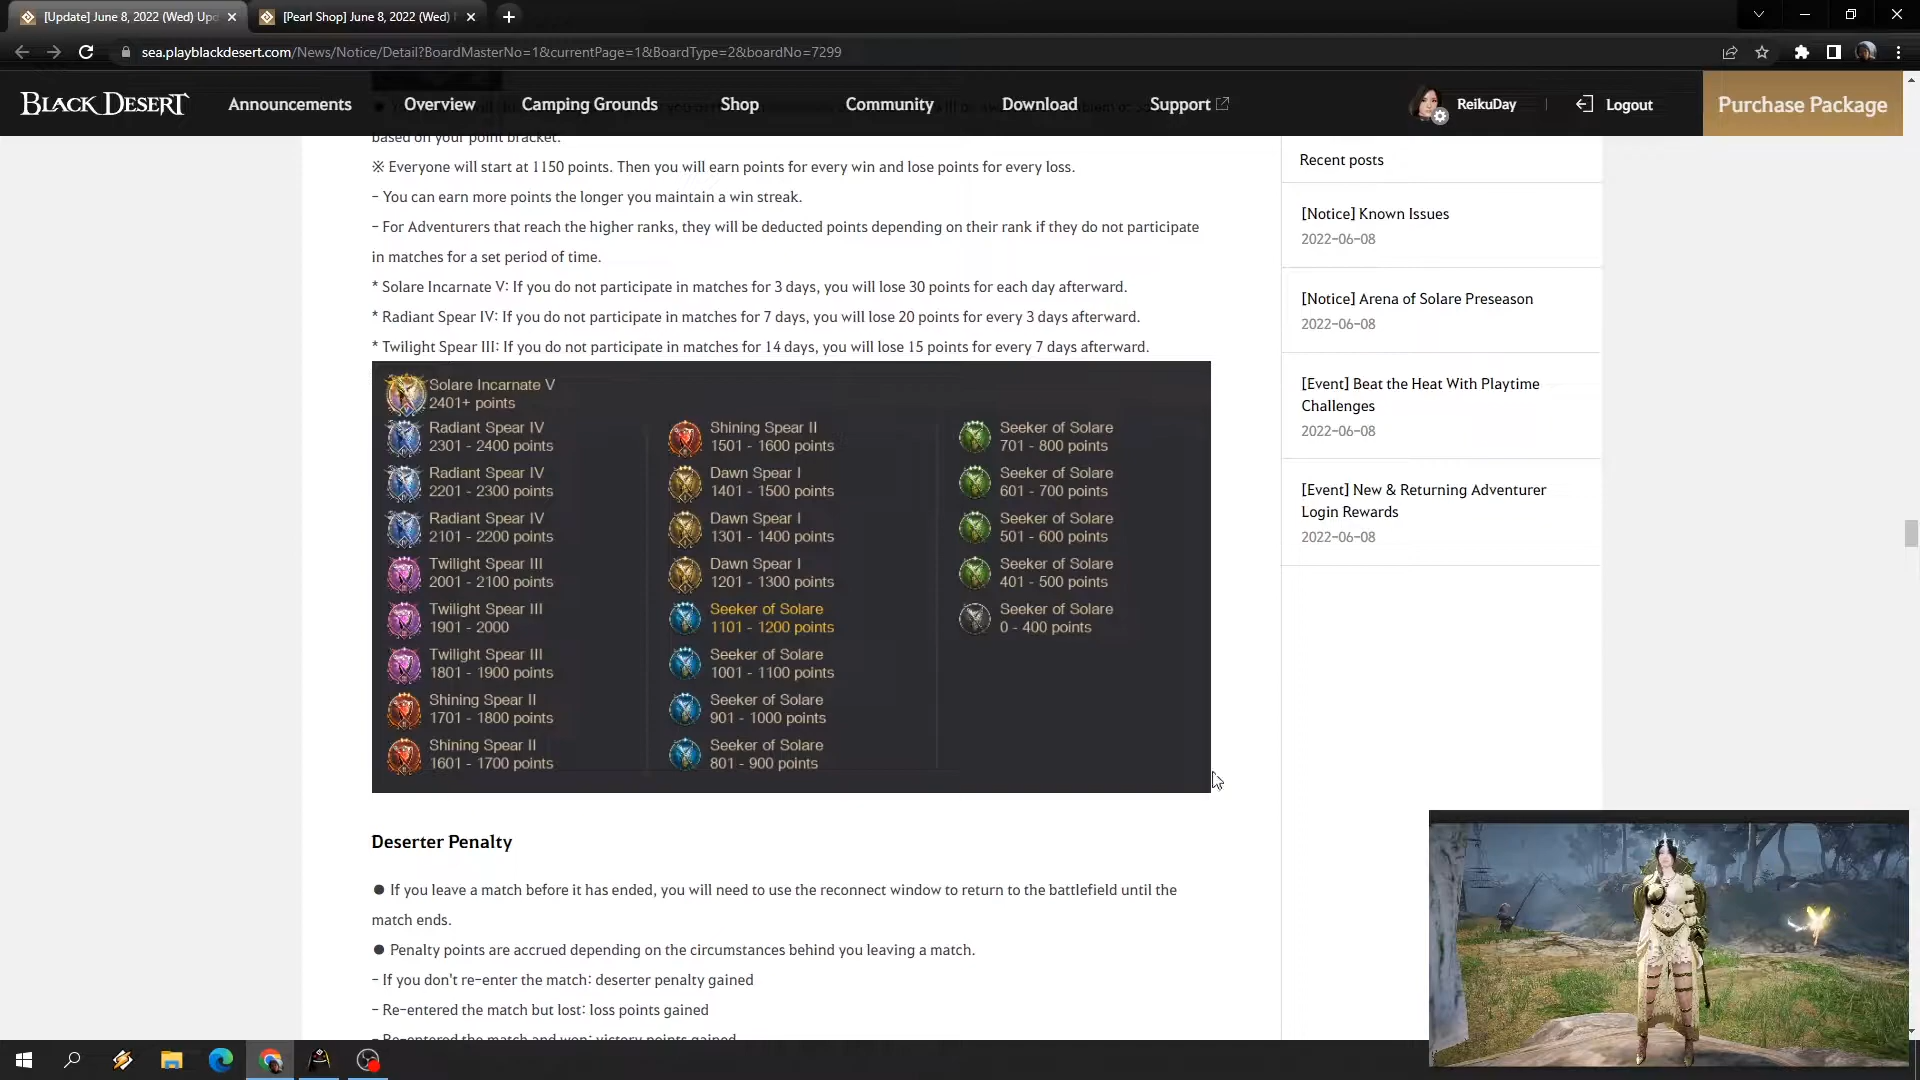 [Update] June 8, 2022 (Wed) Upd
[Pearl Shop] June 8, 2022 (Wed)
sea.playblackdesert.com/News/Notice/Detail?BoardMasterNo=1&currentPage=1&BoardType=2&boardNo=7299
BLACK DESERT
Announcements
Overview
Camping Grounds
Shop
Community
Download
Support
ReikuDay
Logout
Purchase Package
based on your point bracket.
※ Everyone will start at 1150 points. Then you will earn points for every win and lose points for every loss.
- You can earn more points the longer you maintain a win streak.
- For Adventurers that reach the higher ranks, they will be deducted points depending on their rank if they do not participate
in matches for a set period of time.
* Solare Incarnate V: If you do not participate in matches for 3 days, you will lose 30 points for each day afterward.
* Radiant Spear IV: If you do not participate in matches for 7 days, you will lose 20 points for every 3 days afterward.
* Twilight Spear III: If you do not participate in matches for 14 days, you will lose 15 points for every 7 days afterward.
Solare Incarnate V
2401+ points
Radiant Spear IV
2301 - 2400 points
Radiant Spear IV
2201 - 2300 points
Radiant Spear IV
2101 - 2200 points
Twilight Spear III
2001 - 2100 points
Twilight Spear III
1901 - 2000
Twilight Spear III
1801 - 1900 points
Shining Spear II
1701 - 1800 points
Shining Spear II
1601 - 1700 points
Shining Spear II
1501 - 1600 points
Dawn Spear I
1401 - 1500 points
Dawn Spear I
1301 - 1400 points
Dawn Spear I
1201 - 1300 points
Seeker of Solare
1101 - 1200 points
Seeker of Solare
1001 - 1100 points
Seeker of Solare
901 - 1000 points
Seeker of Solare
801 - 900 points
Seeker of Solare
701 - 800 points
Seeker of Solare
601 - 700 points
Seeker of Solare
501 - 600 points
Seeker of Solare
401 - 500 points
Seeker of Solare
0 - 400 points
Deserter Penalty
● If you leave a match before it has ended, you will need to use the reconnect window to return to the battlefield until the
match ends.
● Penalty points are accrued depending on the circumstances behind you leaving a match.
- If you don't re-enter the match: deserter penalty gained
- Re-entered the match but lost: loss points gained
- Re-entered the match and won: victory points gained
Recent posts
[Notice] Known Issues
2022-06-08
[Notice] Arena of Solare Preseason
2022-06-08
[Event] Beat the Heat With Playtime
Challenges
2022-06-08
[Event] New & Returning Adventurer
Login Rewards
2022-06-08